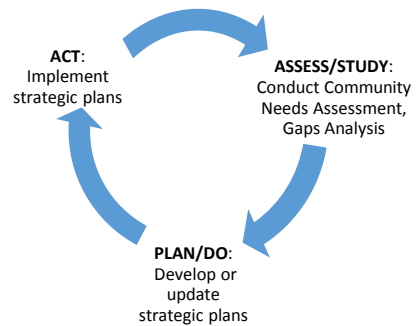 ACT:
Implement
strategic plans
ASSESS/STUDY:
Conduct Community
Needs Assessment,
Gaps Analysis
PLAN/DO:
Develop or
update
strategic plans